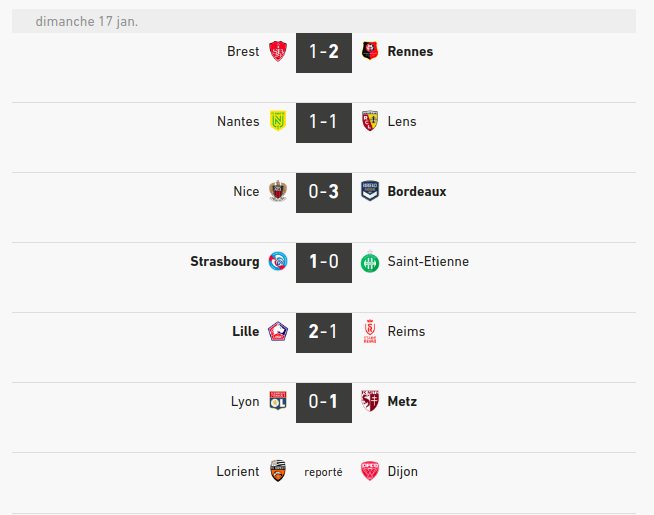 dimanche 17 jan.
Brest 1-2 Rennes
Nantes 1-1 Lens
Nice 0-3 Bordeaux
Strasbourg 1-0 Saint-Etienne
Lille 2-1 Reims
Lyon 0-1 Metz
Lorient reporté Dijon